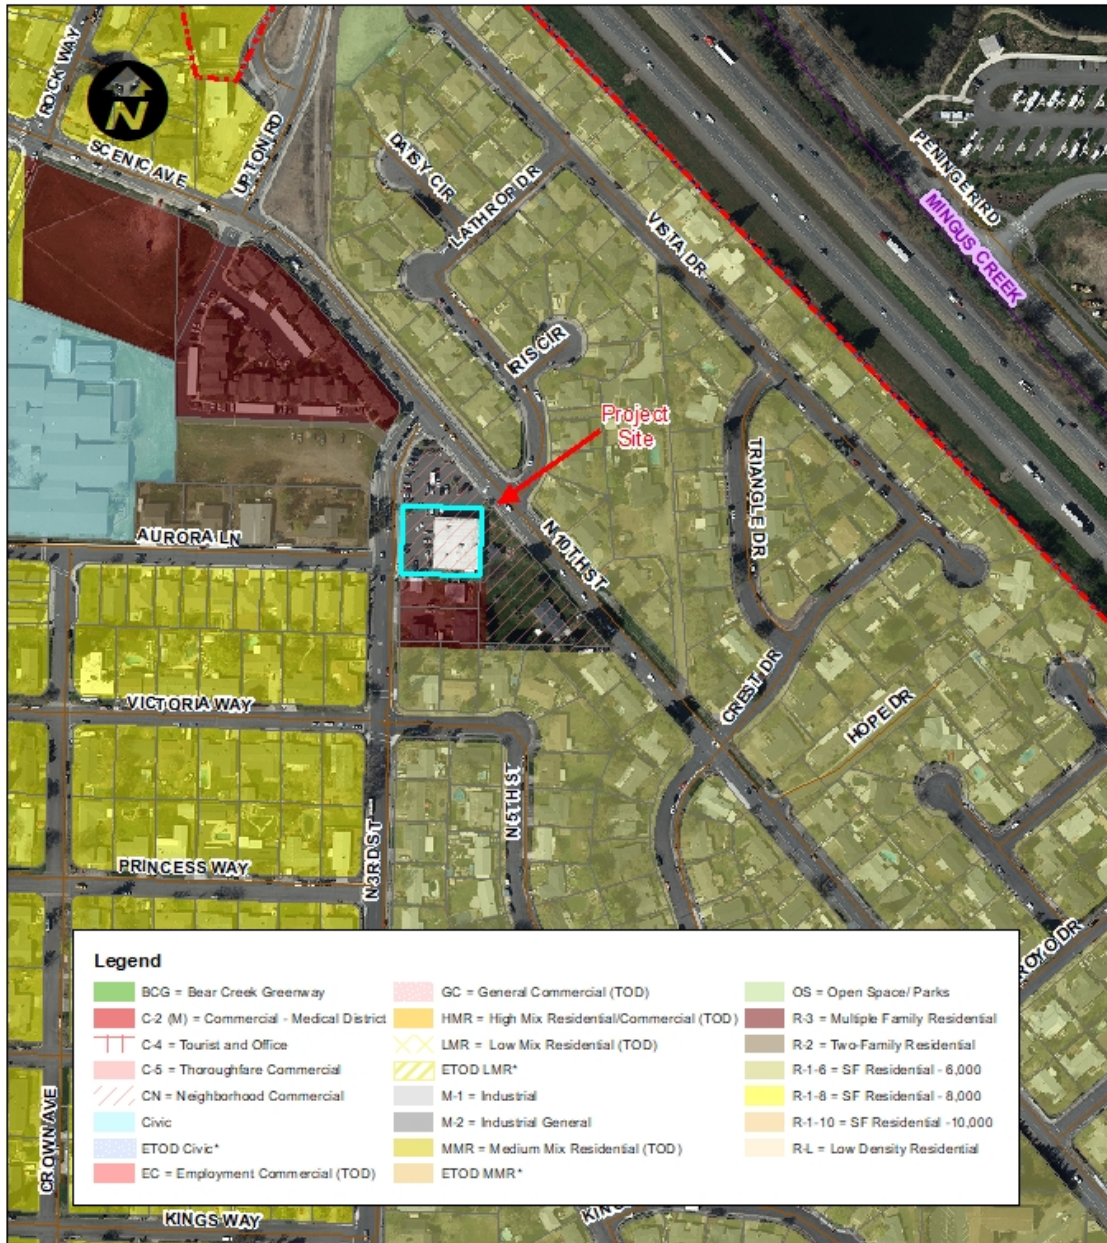 ROCK WAY
N
SCENIC AVE
UPTON RD
DAISY CIR
LATHROP DR
VISTA DR
PENINGER RD
MINGUS CREEK
IRIS CIR
Project
Site
TRIANGLE DR
N 10TH ST
AURORA LN
CREST DR
VICTORIA WAY
HOPE DR
N 5TH ST
N 3RD ST
PRINCESS WAY
ROYO DR
CROWN AVE
KINGS WAY
KING
Legend
BCG = Bear Creek Greenway
C-2 (M) = Commercial - Medical District
C-4 = Tourist and Office
C-5 = Thoroughfare Commercial
CN = Neighborhood Commercial
Civic
ETOD Civic*
EC = Employment Commercial (TOD)
GC = General Commercial (TOD)
HMR = High Mix Residential/Commercial (TOD)
LMR = Low Mix Residential (TOD)
ETOD LMR*
M-1 = Industrial
M-2 = Industrial General
MMR = Medium Mix Residential (TOD)
ETOD MMR*
OS = Open Space/ Parks
R-3 = Multiple Family Residential
R-2 = Two-Family Residential
R-1-6 = SF Residential - 6,000
R-1-8 = SF Residential - 8,000
R-1-10 = SF Residential -10,000
R-L = Low Density Residential